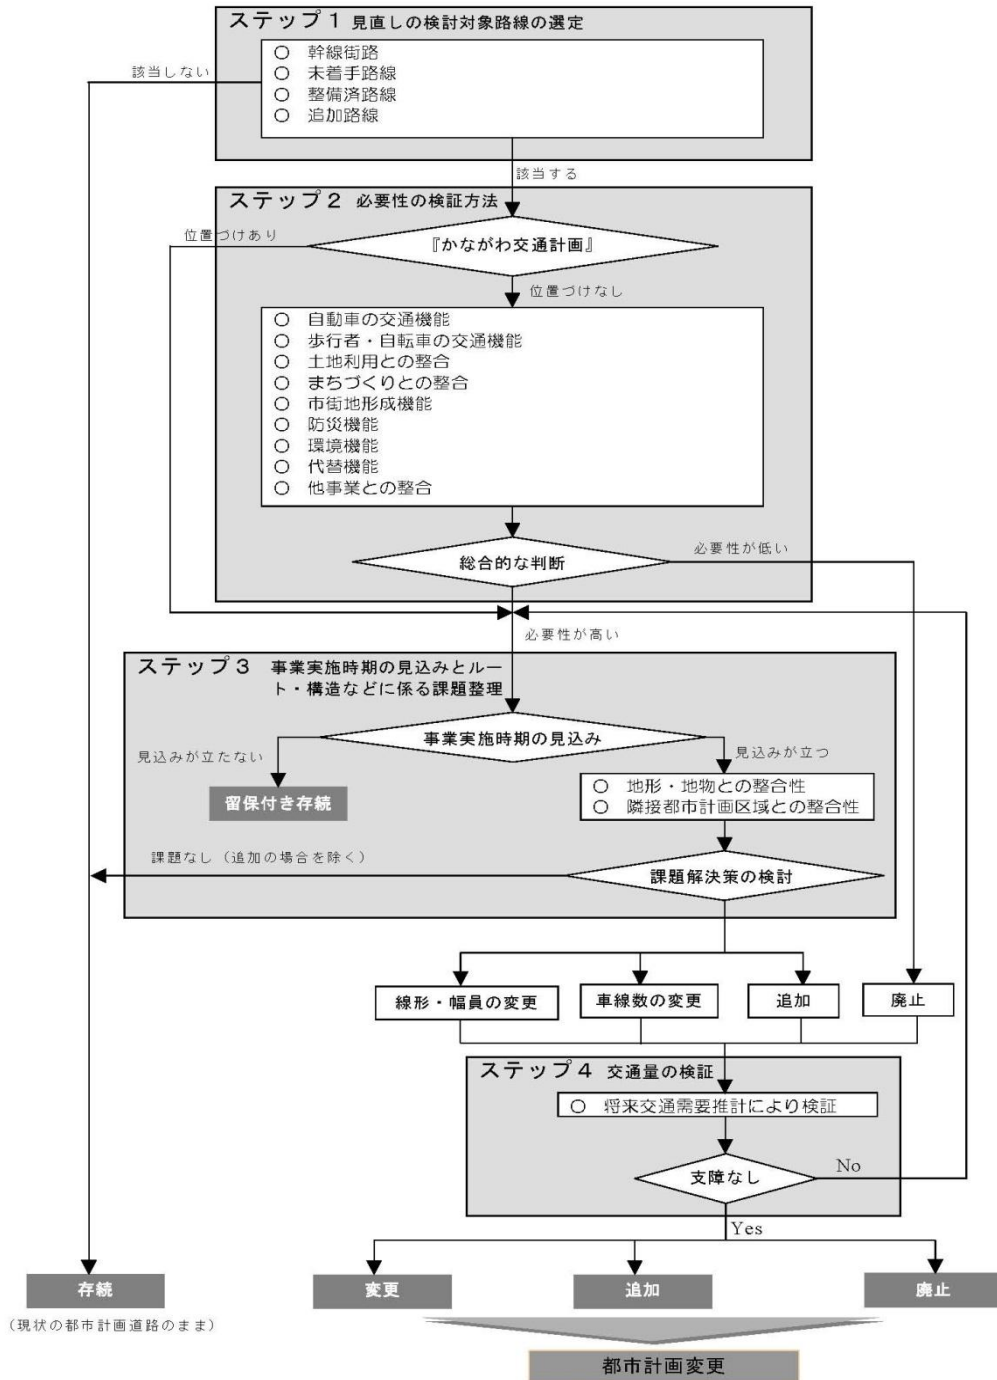 ステップ1 見直しの検討対象路線の選定
○ 幹線街路
○ 未着手路線
○ 整備済路線
○ 追加路線
該当しない
該当する
ステップ2 必要性の検証方法
位置づけあり
『かながわ交通計画』
位置づけなし
○ 自動車の交通機能
○ 歩行者・自転車の交通機能
○ 土地利用との整合
○ まちづくりとの整合
○ 市街地形成機能
○ 防災機能
○ 環境機能
○ 代替機能
○ 他事業との整合
総合的な判断
必要性が低い
必要性が高い
ステップ3 事業実施時期の見込みとルー
ト・構造などに係る課題整理
事業実施時期の見込み
見込みが立たない
見込みが立つ
留保付き存続
○ 地形・地物との整合性
○ 隣接都市計画区域との整合性
課題なし（追加の場合を除く）
課題解決策の検討
線形・幅員の変更
車線数の変更
追加
廃止
ステップ4 交通量の検証
○ 将来交通需要推計により検証
支障なし
No
Yes
存続
変更
追加
廃止
（現状の都市計画道路のまま）
都市計画変更